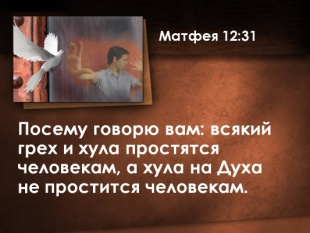 Матфея 12:31
Посему говорю вам: всякий
грех и хула простятся
человекам, а хула на Духа
не простится человекам.